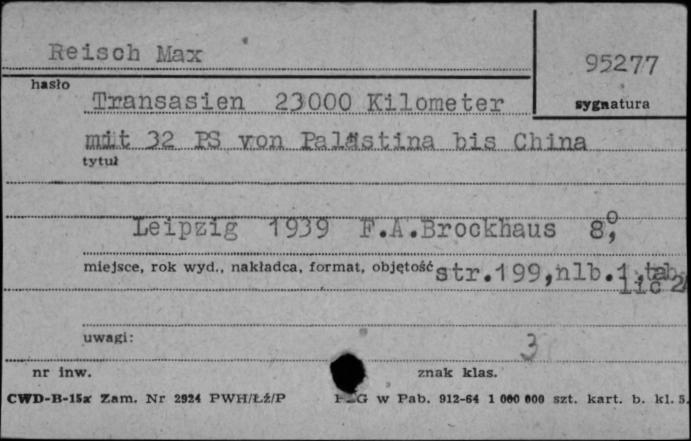 Reisch Max
95277
hasło
sygnatura
Transasien 23000 Kilometer
mit 32 PS von Palästina bis China
tytuł
Leipzig 1939 F.A.Brockhaus 8°,
miejsce, rok wyd., nakładca, format, objętość str.199,nlb.1,tab.
lic 2
uwagi:
3
nr inw.
znak klas.
CWD-B-15a Zam. Nr 2924 PWH/Łź/P
w Pab. 912-64 1 000 000 szt. kart. b. kl. 5.